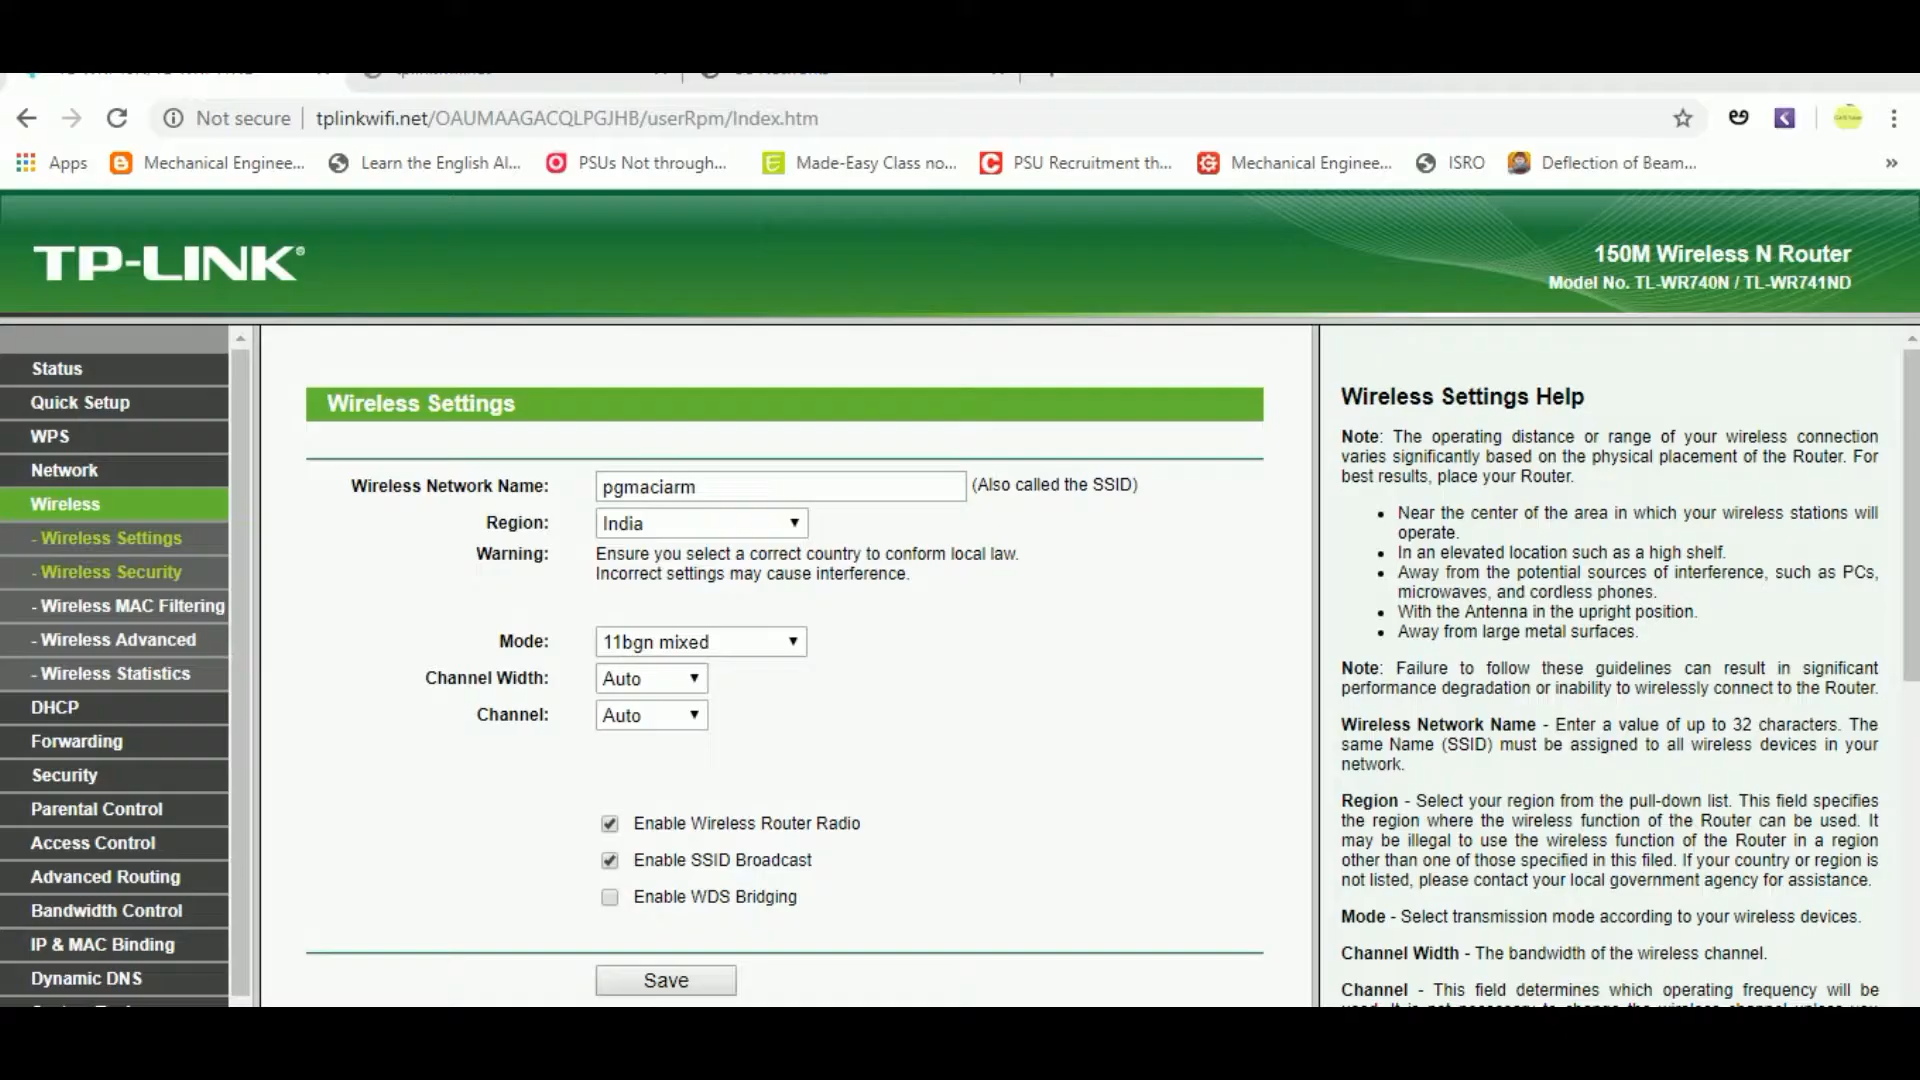 Not secure | tplinkwifi.net/OAUMAAGACQLPGJHB/userRpm/Index.htm
Apps Mechanical Enginee... Learn the English Al... PSUs Not through... Made-Easy Class no... PSU Recruitment th... Mechanical Enginee... ISRO Deflection of Beam... »
TP-LINK®
150M Wireless N Router
Model No. TL-WR740N / TL-WR741ND
Status
Quick Setup
WPS
Network
Wireless
- Wireless Settings
- Wireless Security
- Wireless MAC Filtering
- Wireless Advanced
- Wireless Statistics
DHCP
Forwarding
Security
Parental Control
Access Control
Advanced Routing
Bandwidth Control
IP & MAC Binding
Dynamic DNS
Wireless Settings
Wireless Network Name: pgmaciarm (Also called the SSID)
Region: India
Warning: Ensure you select a correct country to conform local law.
Incorrect settings may cause interference.
Mode: 11bgn mixed
Channel Width: Auto
Channel: Auto
Enable Wireless Router Radio
Enable SSID Broadcast
Enable WDS Bridging
Save
Wireless Settings Help
Note: The operating distance or range of your wireless connection
varies significantly based on the physical placement of the Router. For
best results, place your Router.
• Near the center of the area in which your wireless stations will
operate.
• In an elevated location such as a high shelf.
• Away from the potential sources of interference, such as PCs,
microwaves, and cordless phones.
• With the Antenna in the upright position.
• Away from large metal surfaces.
Note: Failure to follow these guidelines can result in significant
performance degradation or inability to wirelessly connect to the Router.
Wireless Network Name - Enter a value of up to 32 characters. The
same Name (SSID) must be assigned to all wireless devices in your
network.
Region - Select your region from the pull-down list. This field specifies
the region where the wireless function of the Router can be used. It
may be illegal to use the wireless function of the Router in a region
other than one of those specified in this filed. If your country or region is
not listed, please contact your local government agency for assistance.
Mode - Select transmission mode according to your wireless devices.
Channel Width - The bandwidth of the wireless channel.
Channel - This field determines which operating frequency will be